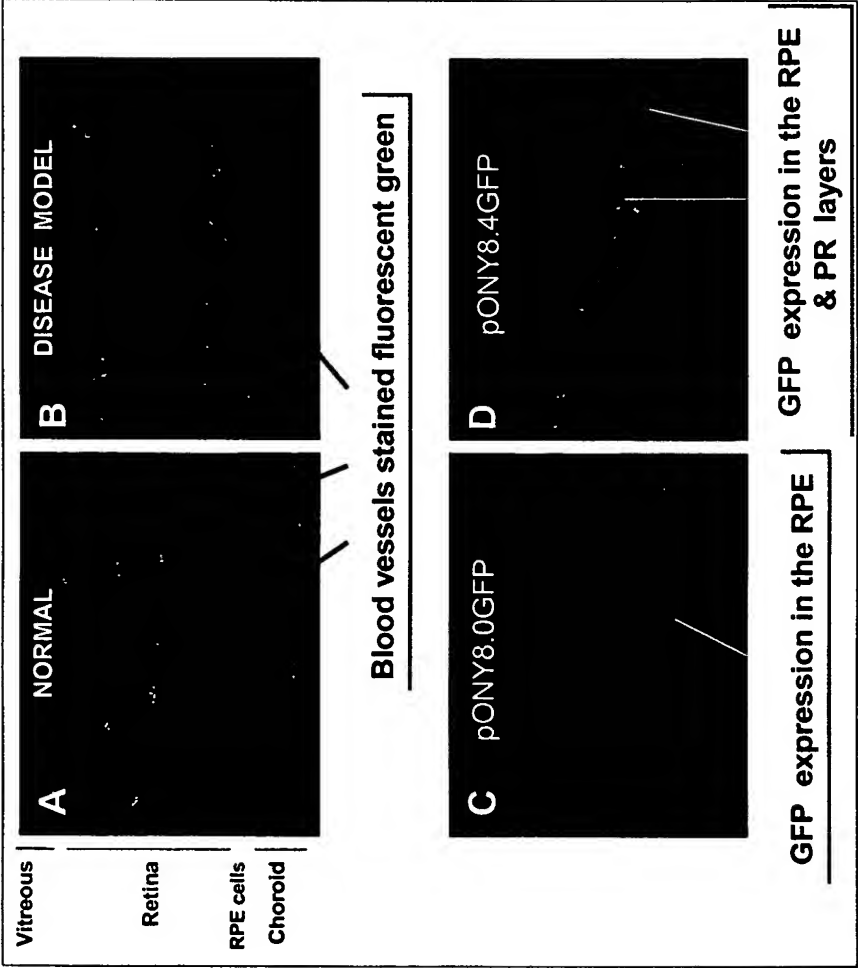 Vitreous
Retina
RPE cells
Choroid
A
NORMAL
B
DISEASE MODEL
Blood vessels stained fluorescent green
C
pONY8.0GFP
D
pONY8.4GFP
GFP expression in the RPE
GFP expression in the RPE
& PR layers